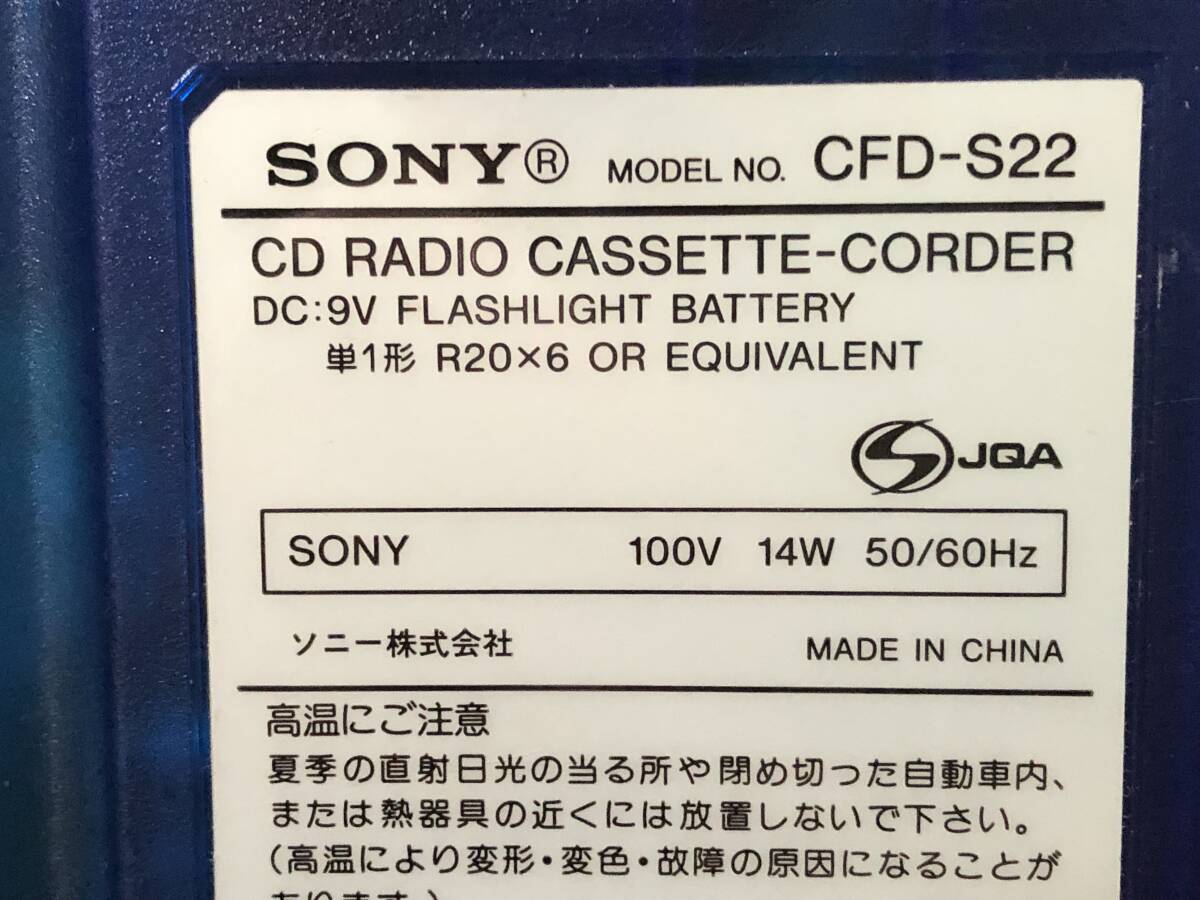 SONY® MODEL NO. CFD-S22
CD RADIO CASSETTE-CORDER
DC:9V FLASHLIGHT BATTERY
単1形 R20×6 OR EQUIVALENT
JQA
SONY 100V 14W 50/60Hz
ソニー株式会社 MADE IN CHINA
高温にご注意
夏季の直射日光の当る所や閉め切った自動車内、
または熱器具の近くには放置しないで下さい。
(高温により変形・変色・故障の原因になることが
あります。)